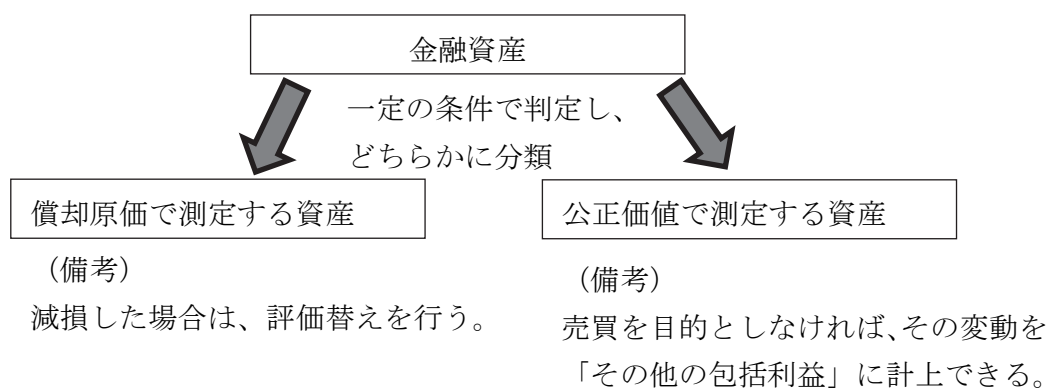 金融資産
一定の条件で判定し、
どちらかに分類
償却原価で測定する資産
（備考）
減損した場合は、評価替えを行う。
公正価値で測定する資産
（備考）
売買を目的としなければ、その変動を
「その他の包括利益」に計上できる。